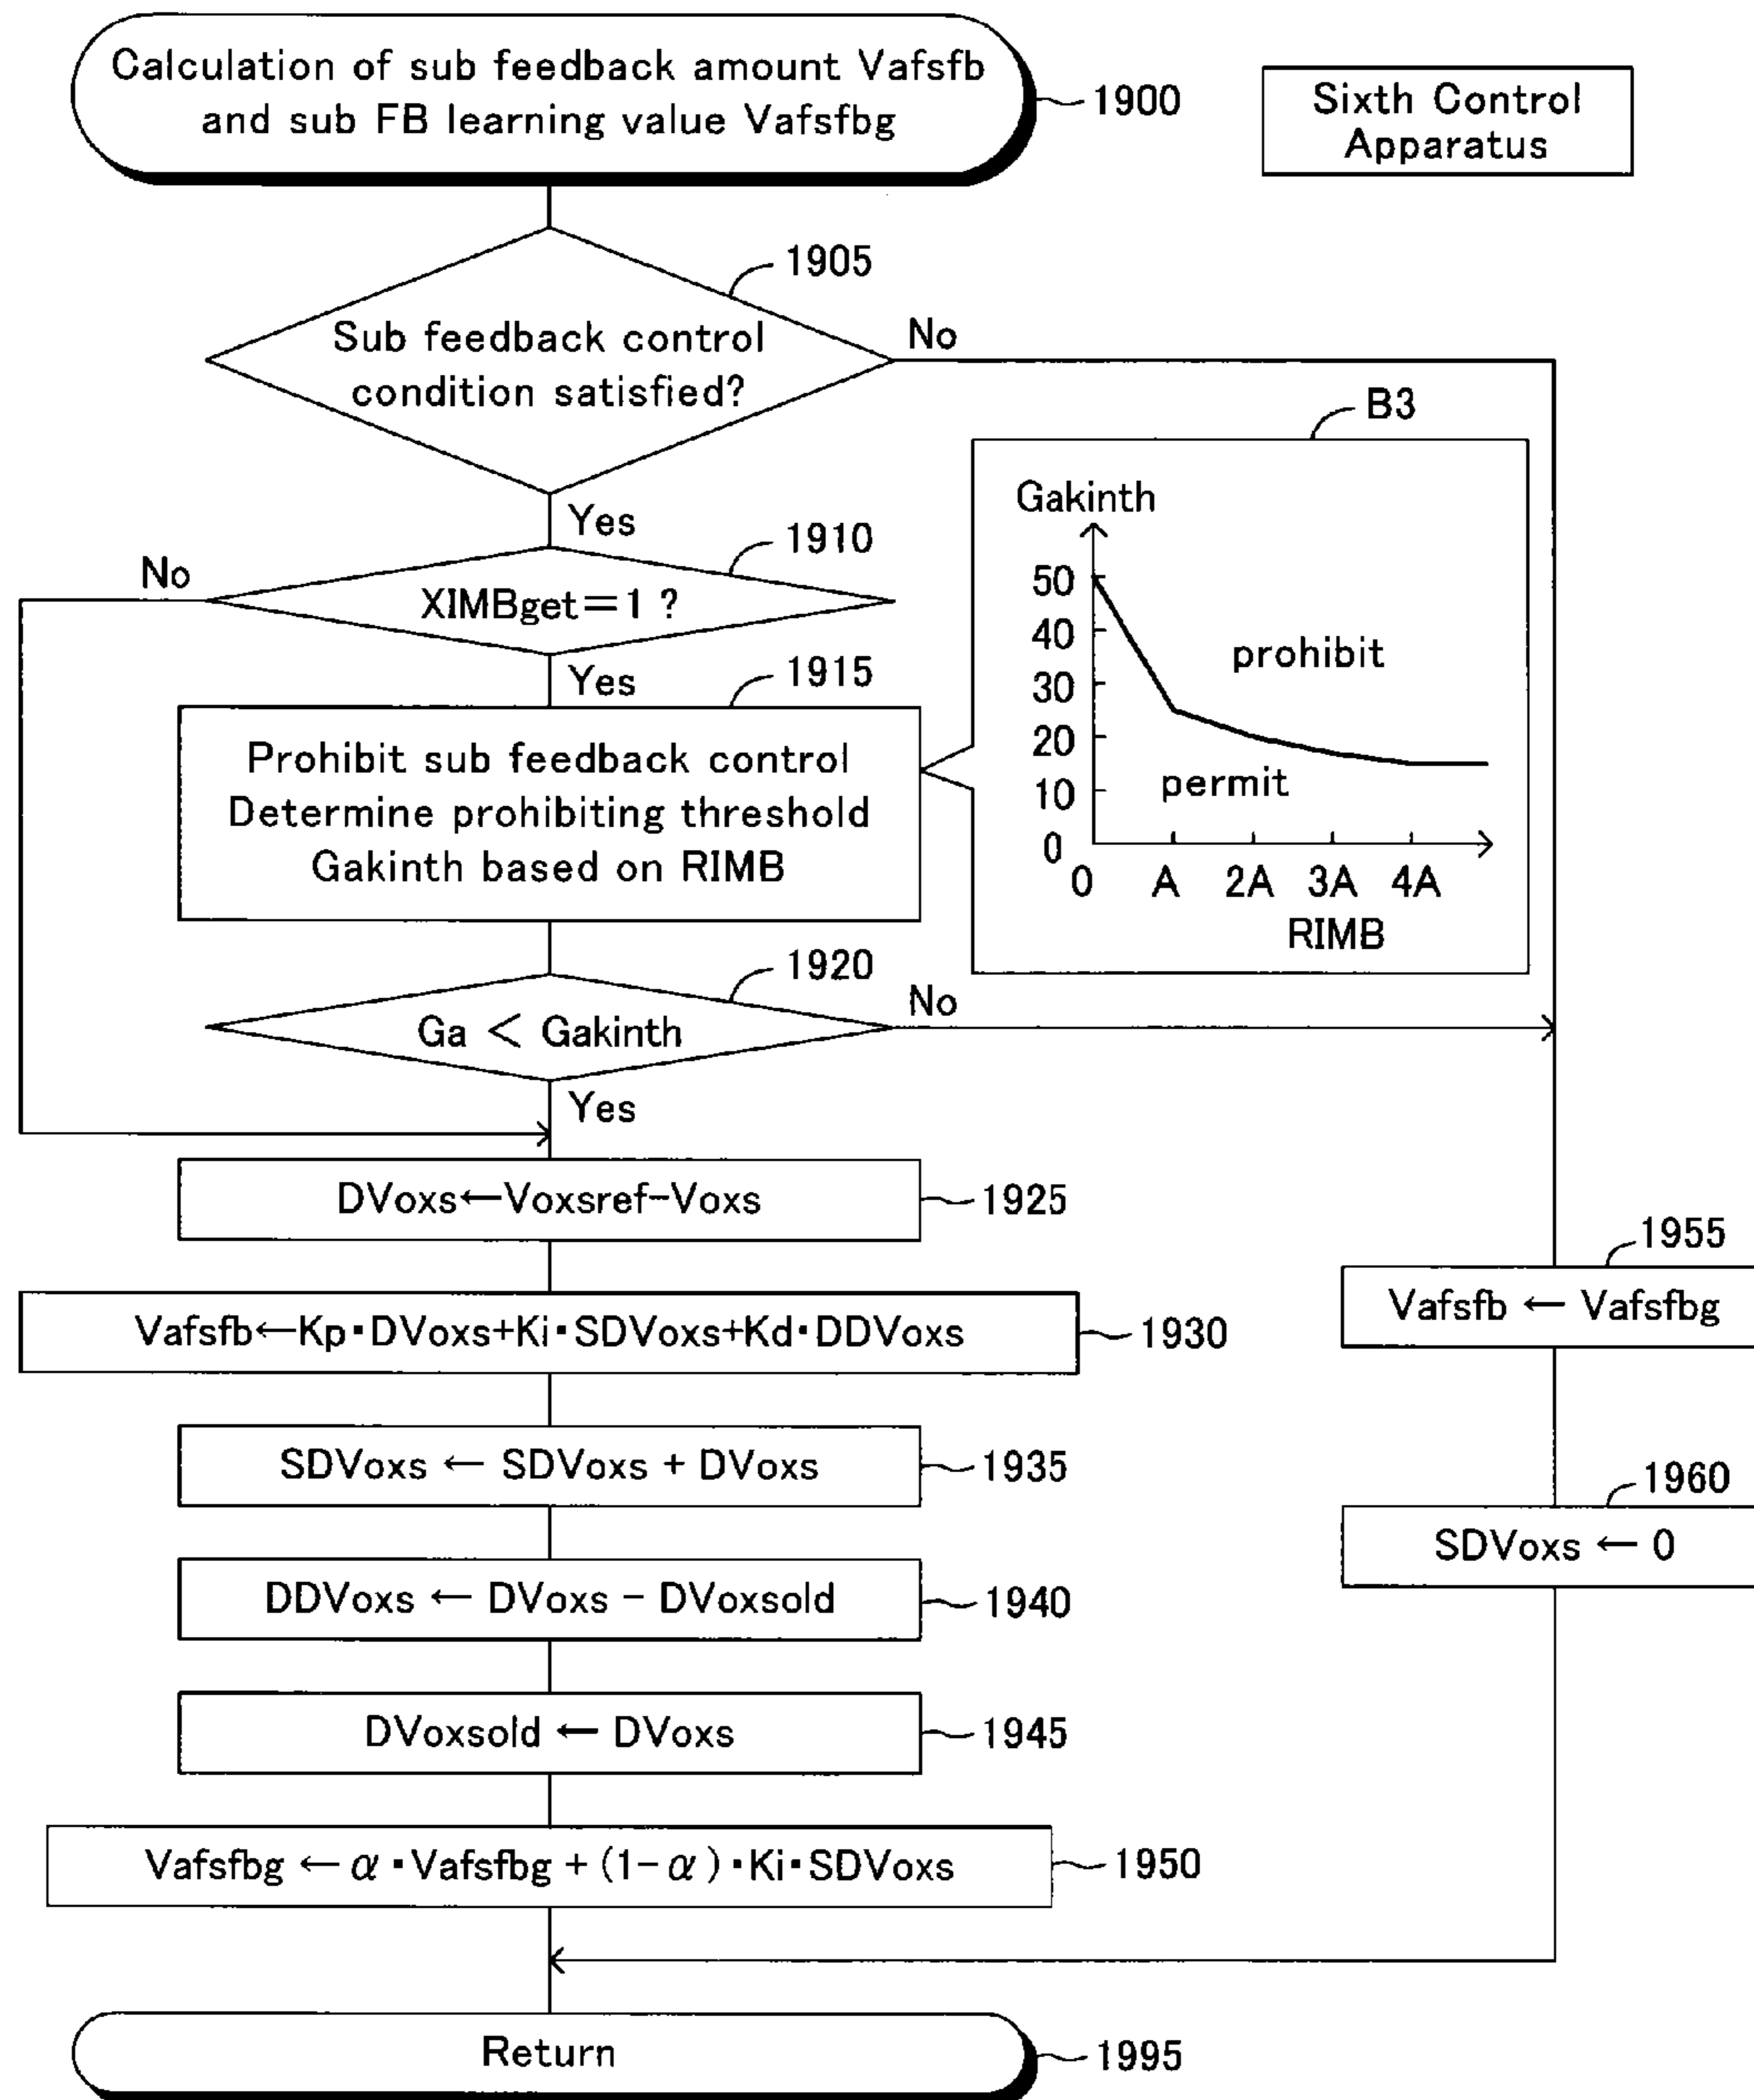 Calculation of sub feedback amount Vafsfb
and sub FB learning value Vafsfbg
1900
Sixth Control
Apparatus
1905
Sub feedback control
condition satisfied?
No
Yes
B3
Gakinth
50
40
30
20
10
0
prohibit
permit
0 A 2A 3A 4A
RIMB
1910
No
XIMBget=1 ?
Yes
1915
Prohibit sub feedback control
Determine prohibiting threshold
Gakinth based on RIMB
1920
Ga < Gakinth
No
Yes
DVoxs←Voxsref-Voxs
1925
Vafsfb←Kp・DVoxs+Ki・SDVoxs+Kd・DDVoxs
1930
SDVoxs ← SDVoxs + DVoxs
1935
DDVoxs ← DVoxs - DVoxsold
1940
DVoxsold ← DVoxs
1945
Vafsfbg ← α・Vafsfbg + (1-α)・Ki・SDVoxs
1950
1955
Vafsfb ← Vafsfbg
1960
SDVoxs ← 0
Return
1995